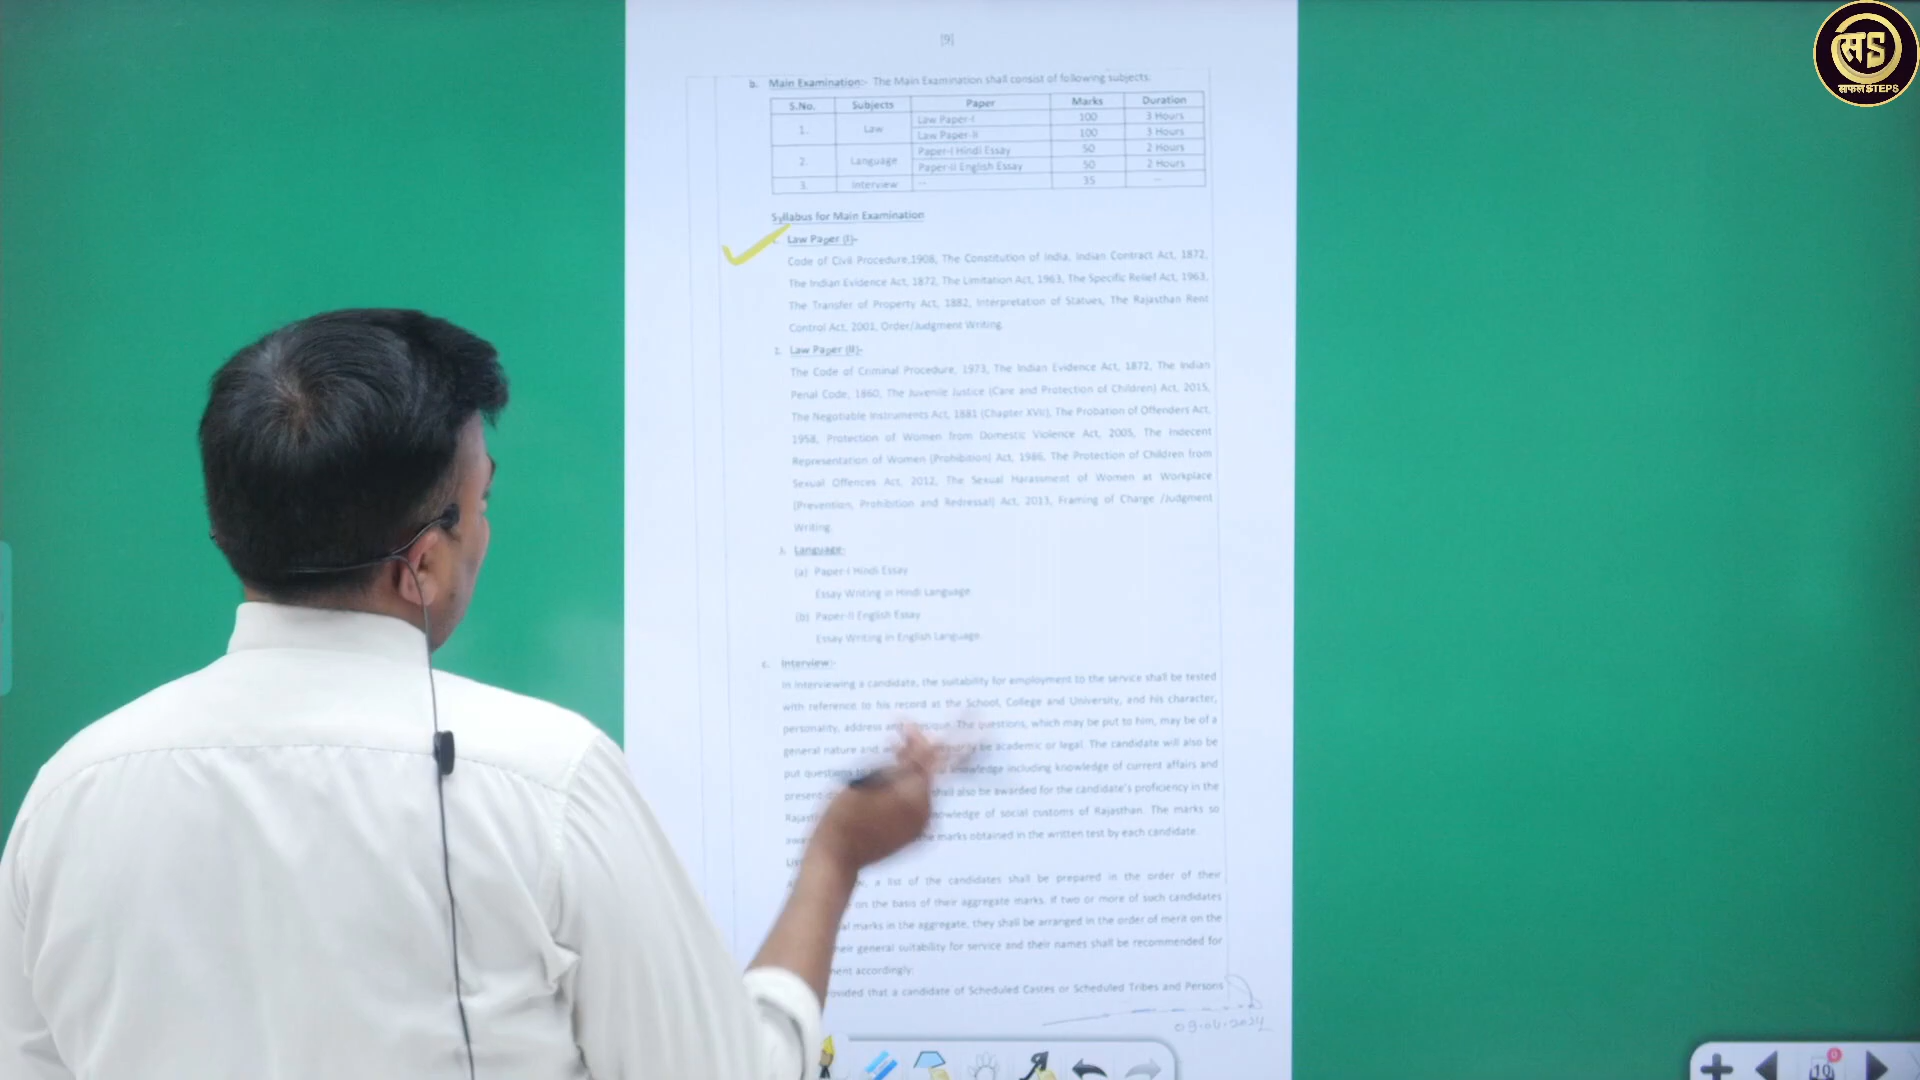 [9]
सS
सफलSTEPS
b. Main Examination:- The Main Examination shall consist of following subjects:
S.No. Subjects Paper Marks Duration
1. Law Law Paper-I 100 3 Hours
Law Paper-II 100 3 Hours
2. Language Paper-I Hindi Essay 50 2 Hours
Paper-II English Essay 50 2 Hours
3. Interview -- 35 --
Syllabus for Main Examination
Law Paper (I)-
Code of Civil Procedure,1908, The Constitution of India, Indian Contract Act, 1872,
The Indian Evidence Act, 1872, The Limitation Act, 1963, The Specific Relief Act, 1963,
The Transfer of Property Act, 1882, Interpretation of Statues, The Rajasthan Rent
Control Act, 2001, Order/Judgment Writing.
2. Law Paper (II)-
The Code of Criminal Procedure, 1973, The Indian Evidence Act, 1872, The Indian
Penal Code, 1860, The Juvenile Justice (Care and Protection of Children) Act, 2015,
The Negotiable Instruments Act, 1881 (Chapter XVII), The Probation of Offenders Act,
1958, Protection of Women from Domestic Violence Act, 2005, The Indecent
Representation of Women (Prohibition) Act, 1986, The Protection of Children from
Sexual Offences Act, 2012, The Sexual Harassment of Women at Workplace
(Prevention, Prohibition and Redressal) Act, 2013, Framing of Charge /Judgment
Writing.
3. Language-
(a) Paper-I Hindi Essay
Essay Writing in Hindi Language
(b) Paper-II English Essay
Essay Writing in English Language
c. Interview:-
In interviewing a candidate, the suitability for employment to the service shall be tested
with reference to his record at the School, College and University, and his character,
personality, address and The questions, which may be put to him, may be of a
general nature and be academic or legal. The candidate will also be
put questions knowledge including knowledge of current affairs and
present shall also be awarded for the candidate's proficiency in the
knowledge of social customs of Rajasthan. The marks so
marks obtained in the written test by each candidate.
a list of the candidates shall be prepared in the order of their
on the basis of their aggregate marks. If two or more of such candidates
marks in the aggregate, they shall be arranged in the order of merit on the
general suitability for service and their names shall be recommended for
accordingly:
that a candidate of Scheduled Castes or Scheduled Tribes and Persons
09-04-2024
0
10